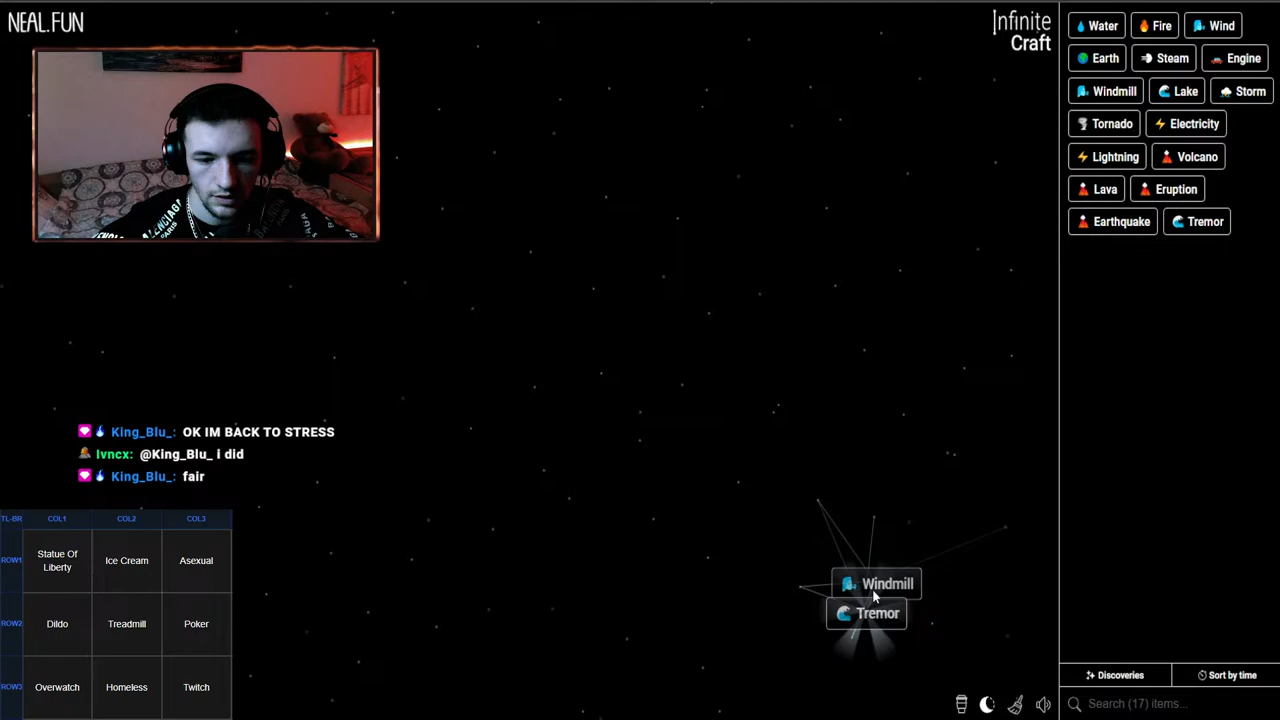 NEAL.FUN
Infinite
Craft
Water
Fire
Wind
Earth
Steam
Engine
Windmill
Lake
Storm
Tornado
Electricity
Lightning
Volcano
Lava
Eruption
Earthquake
Tremor
BALENCIAGA
PARIS
King_Blu_: OK IM BACK TO STRESS
lvncx: @King_Blu_ i did
King_Blu_: fair
TL-BR COL1 COL2 COL3
ROW1 Statue Of Liberty Ice Cream Asexual
ROW2 Dildo Treadmill Poker
ROW3 Overwatch Homeless Twitch
Windmill
Tremor
Discoveries
Sort by time
Search (17) items...